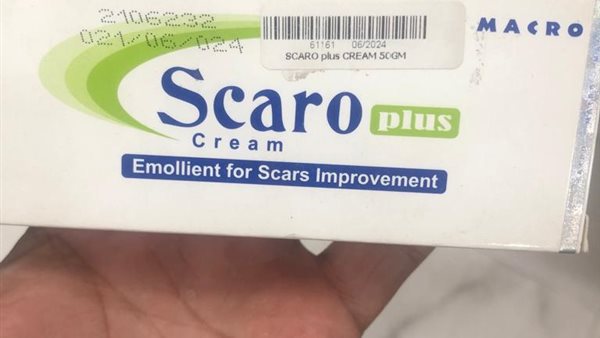 2106232
021/06/024
61161 06/2024
SCARO plus CREAM 50GM
MACRO
Scaro plus
Cream
Emollient for Scars Improvement